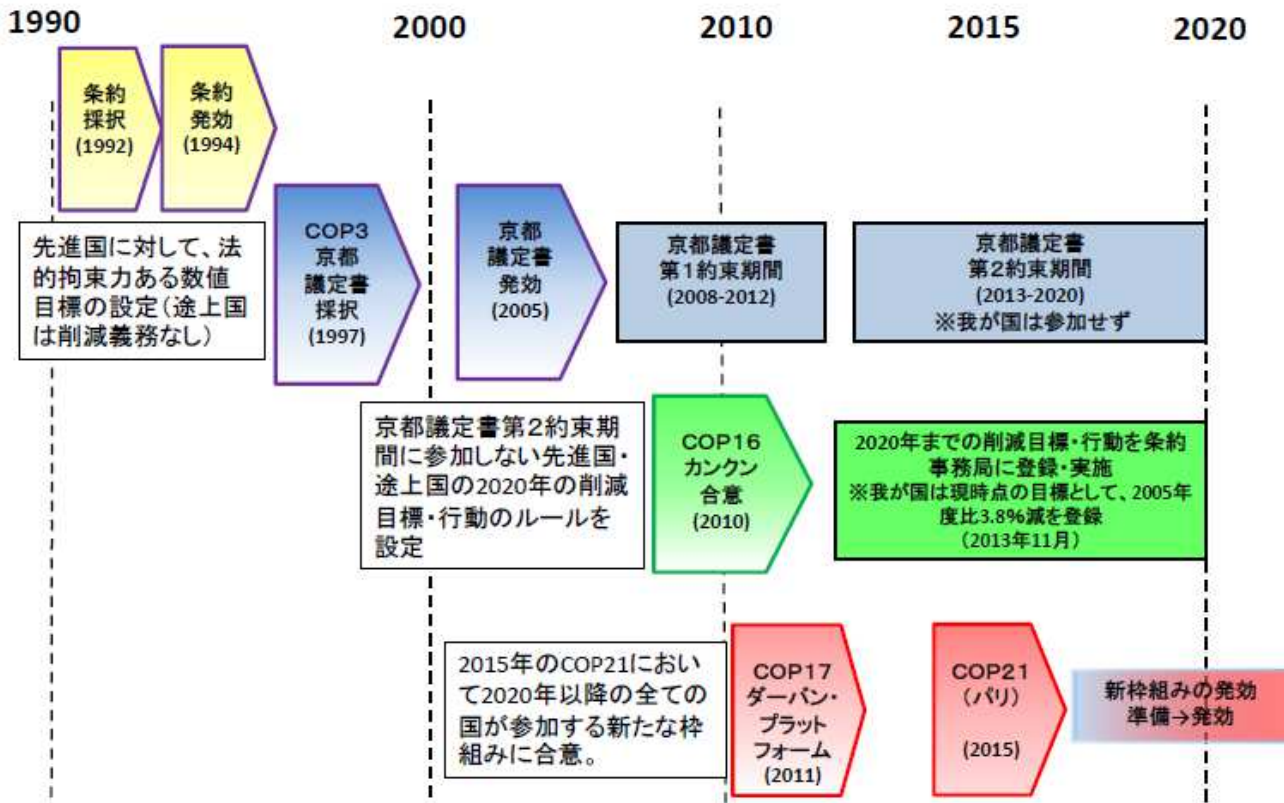 1990
2000
2010
2015
2020
条約
採択
(1992)
条約
発効
(1994)
先進国に対して、法
的拘束力ある数値
目標の設定(途上国
は削減義務なし)
COP3
京都
議定書
採択
(1997)
京都
議定書
発効
(2005)
京都議定書
第1約束期間
(2008-2012)
京都議定書
第2約束期間
(2013-2020)
※我が国は参加せず
京都議定書第2約束期
間に参加しない先進国・
途上国の2020年の削減
目標・行動のルールを
設定
COP16
カンクン
合意
(2010)
2020年までの削減目標・行動を条約
事務局に登録・実施
※我が国は現時点の目標として、2005年
度比3.8%減を登録
(2013年11月)
2015年のCOP21におい
て2020年以降の全ての
国が参加する新たな枠
組みに合意。
COP17
ダーバン・
プラット
フォーム
(2011)
COP21
(パリ)
(2015)
新枠組みの発効
準備→発効